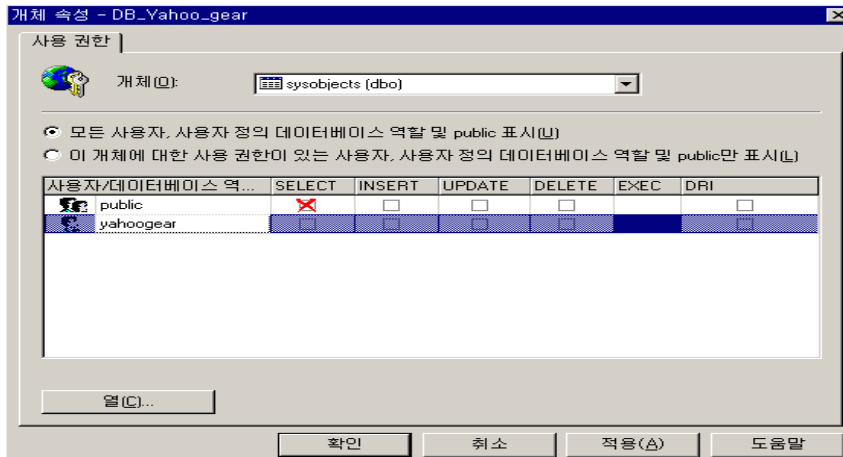 개체 속성 - DB_Yahoo_gear
사용 권한
개체(O): sysobjects (dbo)
모든 사용자, 사용자 정의 데이터베이스 역할 및 public 표시(U)
이 개체에 대한 사용 권한이 있는 사용자, 사용자 정의 데이터베이스 역할 및 public만 표시(L)
사용자/데이터베이스 역... SELECT INSERT UPDATE DELETE EXEC DRI
public
yahoogear
열(C)...
확인 취소 적용(A) 도움말